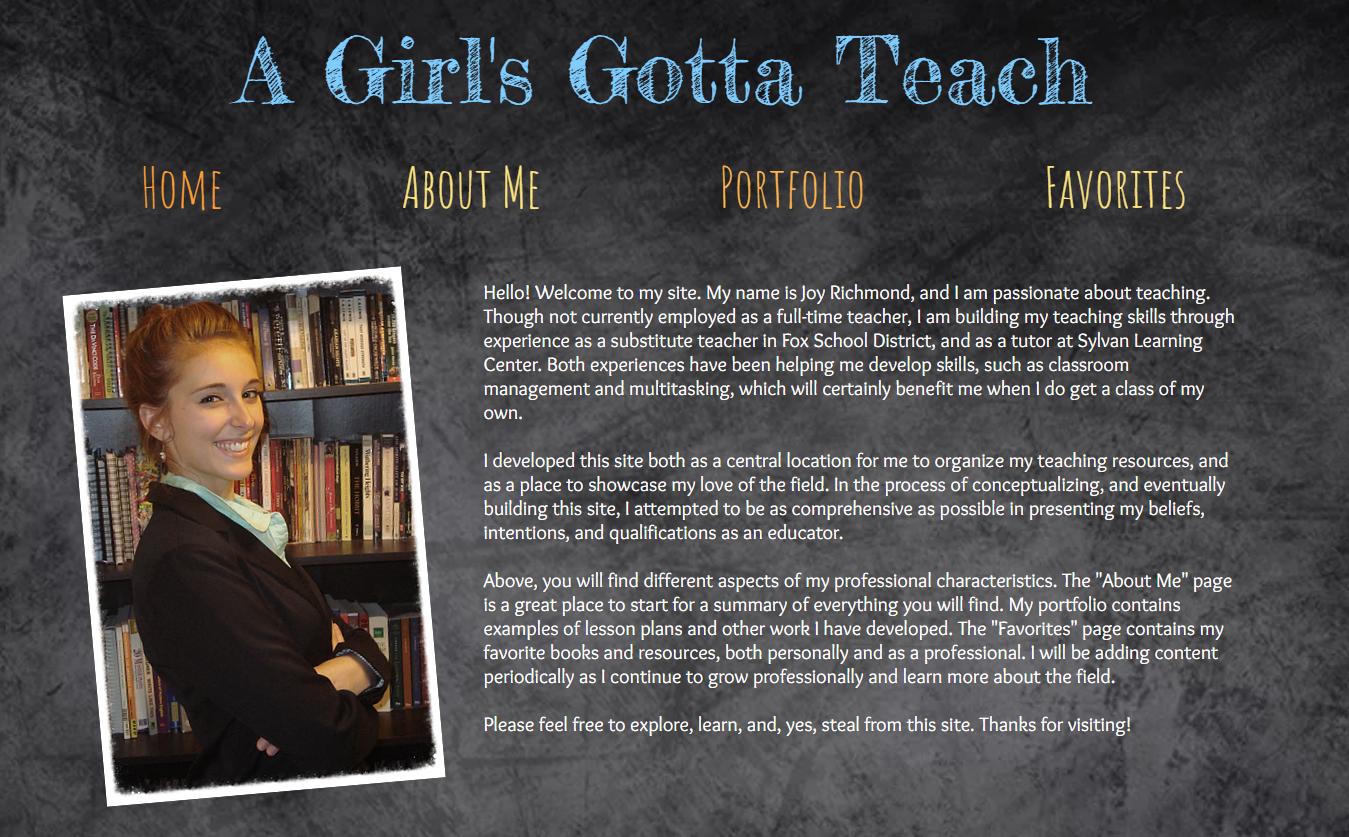 A Girl's Gotta Teach
Home About Me Portfolio Favorites
Hello! Welcome to my site. My name is Joy Richmond, and I am passionate about teaching.
Though not currently employed as a full-time teacher, I am building my teaching skills through
experience as a substitute teacher in Fox School District, and as a tutor at Sylvan Learning
Center. Both experiences have been helping me develop skills, such as classroom
management and multitasking, which will certainly benefit me when I do get a class of my
own.
I developed this site both as a central location for me to organize my teaching resources, and
as a place to showcase my love of the field. In the process of conceptualizing, and eventually
building this site, I attempted to be as comprehensive as possible in presenting my beliefs,
intentions, and qualifications as an educator.
Above, you will find different aspects of my professional characteristics. The "About Me" page
is a great place to start for a summary of everything you will find. My portfolio contains
examples of lesson plans and other work I have developed. The "Favorites" page contains my
favorite books and resources, both personally and as a professional. I will be adding content
periodically as I continue to grow professionally and learn more about the field.
Please feel free to explore, learn, and, yes, steal from this site. Thanks for visiting!
THE DA VINCI CODE
Wuthering Heights
THE HOBBIT